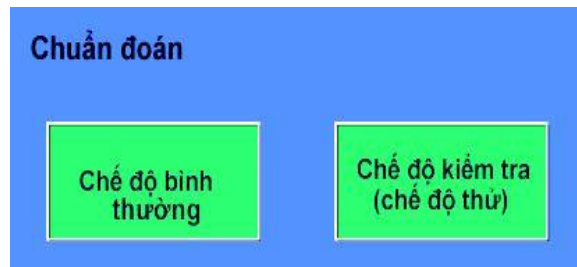 Chuẩn đoán
Chế độ bình
thường
Chế độ kiểm tra
(chế độ thử)